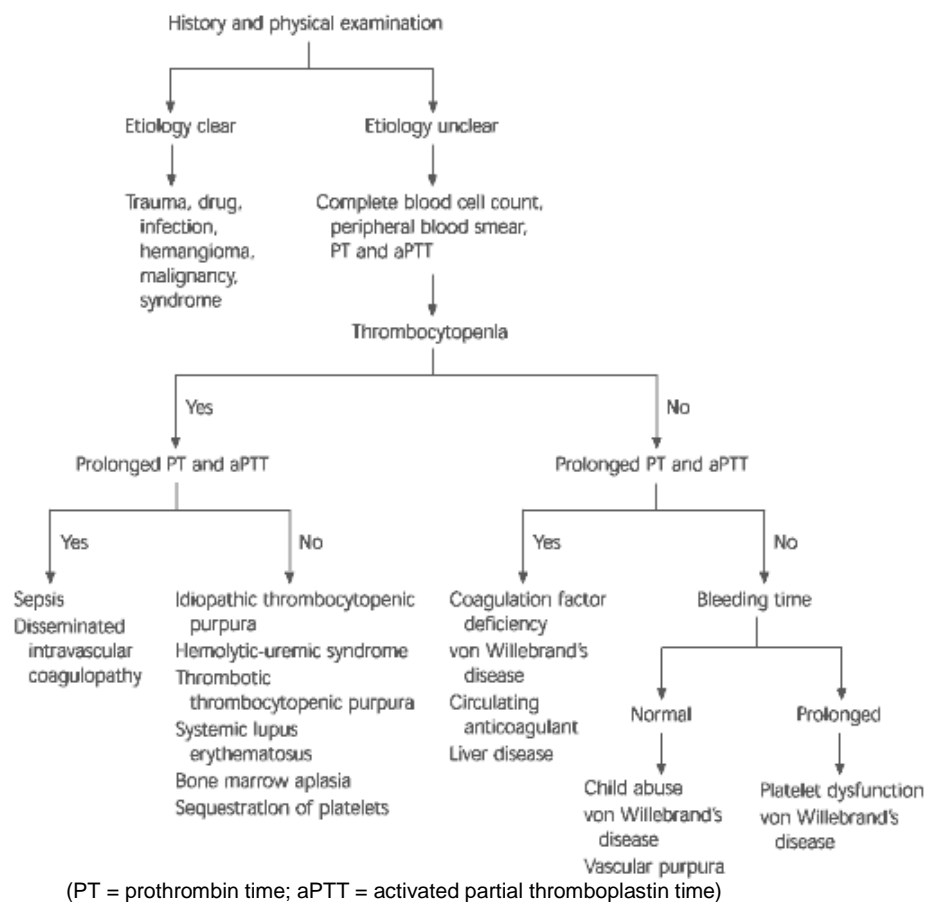 History and physical examination
Etiology clear
Etiology unclear
Trauma, drug,
infection,
hemangioma,
malignancy,
syndrome
Complete blood cell count,
peripheral blood smear,
PT and aPTT
Thrombocytopenia
Yes
No
Prolonged PT and aPTT
Prolonged PT and aPTT
Yes
No
Yes
No
Sepsis
Disseminated
intravascular
coagulopathy
Idiopathic thrombocytopenic
purpura
Hemolytic-uremic syndrome
Thrombotic
thrombocytopenic purpura
Systemic lupus
erythematosus
Bone marrow aplasia
Sequestration of platelets
Coagulation factor
deficiency
von Willebrand's
disease
Circulating
anticoagulant
Liver disease
Bleeding time
Normal
Prolonged
Child abuse
von Willebrand's
disease
Vascular purpura
Platelet dysfunction
von Willebrand's
disease
(PT = prothrombin time; aPTT = activated partial thromboplastin time)